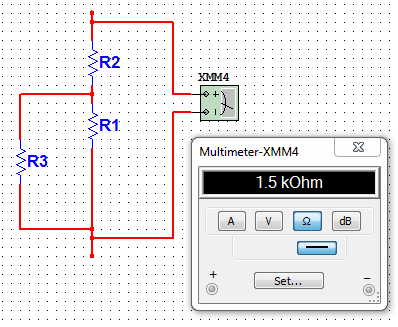 R2
XMM4
R1
R3
Multimeter-XMM4
1.5 kOhm
A V Ω dB
+ Set... −